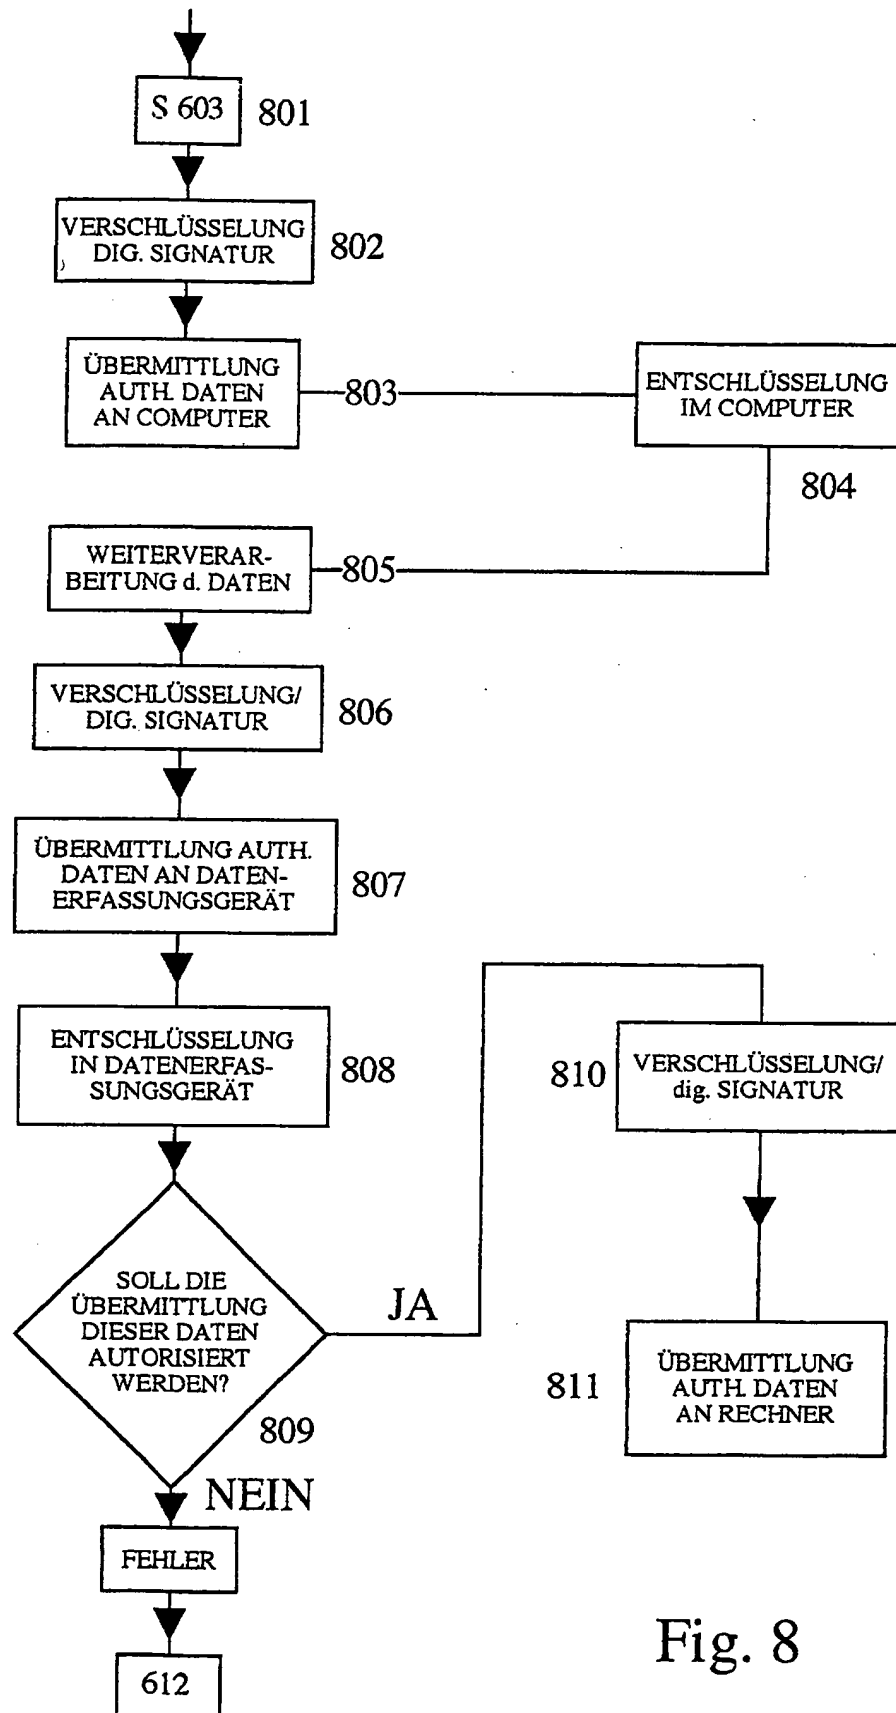 S 603
801
VERSCHLÜSSELUNG
DIG. SIGNATUR
802
ÜBERMITTLUNG
AUTH. DATEN
AN COMPUTER
803
ENTSCHLÜSSELUNG
IM COMPUTER
804
WEITERVERAR-
BEITUNG d. DATEN
805
VERSCHLÜSSELUNG/
DIG. SIGNATUR
806
ÜBERMITTLUNG AUTH.
DATEN AN DATEN-
ERFASSUNGSGERÄT
807
ENTSCHLÜSSELUNG
IN DATENERFAS-
SUNGSGERÄT
808
SOLL DIE
ÜBERMITTLUNG
DIESER DATEN
AUTORISIERT
WERDEN?
809
JA
810
VERSCHLÜSSELUNG/
dig. SIGNATUR
811
ÜBERMITTLUNG
AUTH. DATEN
AN RECHNER
NEIN
FEHLER
612
Fig. 8